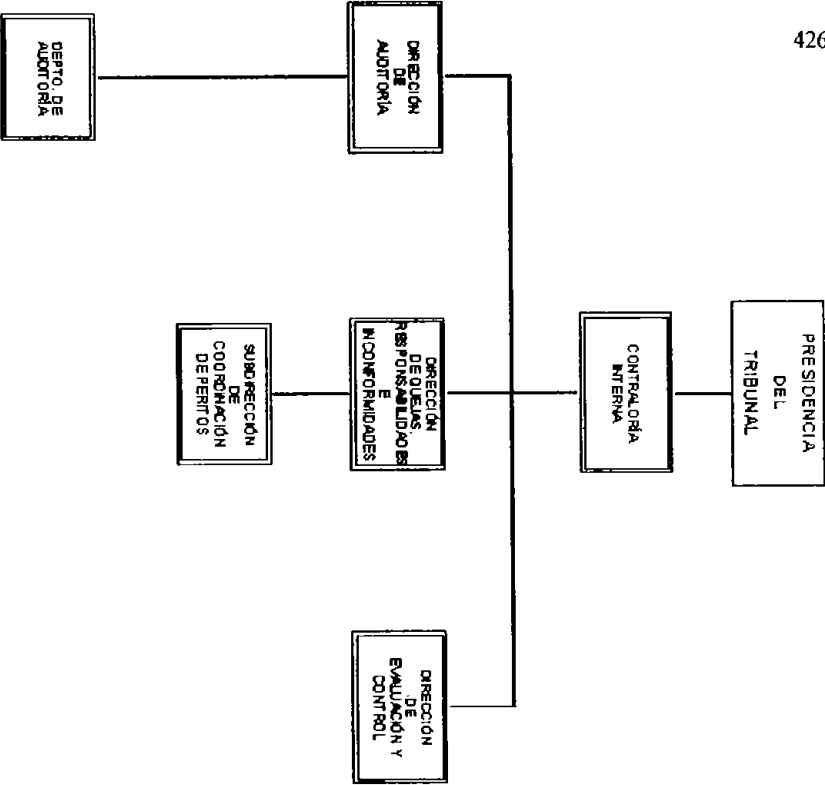 426
PRESIDENCIA
DEL
TRIBUNAL
CONTRALORÍA
INTERNA
DIRECCIÓN
DE
AUDITORÍA
DIRECCIÓN
DE QUEJAS,
RESPONSABILIDADES
E
INCONFORMIDADES
DIRECCIÓN
DE
EVALUACIÓN Y
CONTROL
SUBDIRECCIÓN
DE
COORDINACIÓN
DE PERITOS
DEPTO. DE
AUDITORÍA